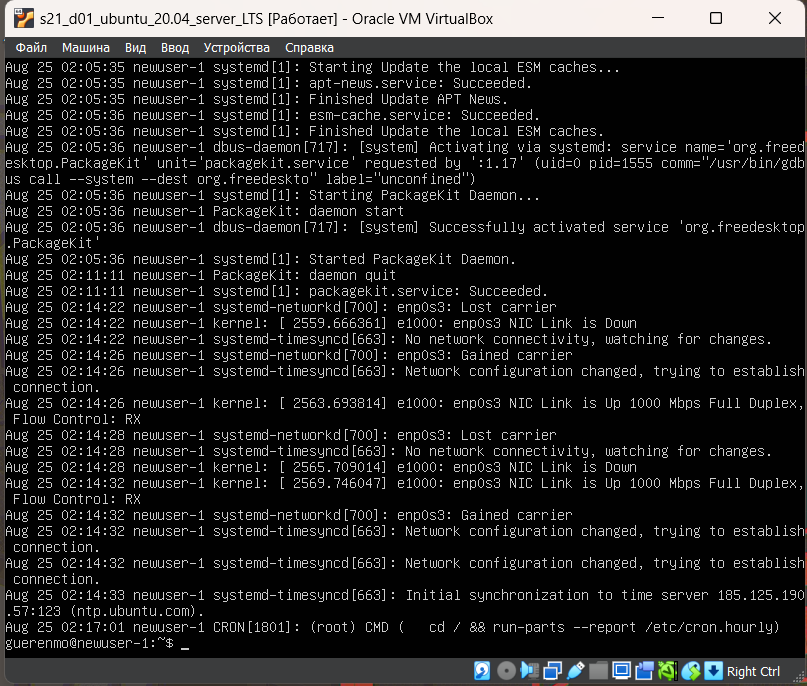 s21_d01_ubuntu_20.04_server_LTS [Работает] - Oracle VM VirtualBox
Файл Машина Вид Ввод Устройства Справка
Aug 25 02:05:35 newuser-1 systemd[1]: Starting Update the local ESM caches...
Aug 25 02:05:35 newuser-1 systemd[1]: apt-news.service: Succeeded.
Aug 25 02:05:35 newuser-1 systemd[1]: Finished Update APT News.
Aug 25 02:05:36 newuser-1 systemd[1]: esm-cache.service: Succeeded.
Aug 25 02:05:36 newuser-1 systemd[1]: Finished Update the local ESM caches.
Aug 25 02:05:36 newuser-1 dbus-daemon[717]: [system] Activating via systemd: service name='org.freed
esktop.PackageKit' unit='packagekit.service' requested by ':1.17' (uid=0 pid=1555 comm="/usr/bin/gdb
us call --system --dest org.freedeskto" label="unconfined")
Aug 25 02:05:36 newuser-1 systemd[1]: Starting PackageKit Daemon...
Aug 25 02:05:36 newuser-1 PackageKit: daemon start
Aug 25 02:05:36 newuser-1 dbus-daemon[717]: [system] Successfully activated service 'org.freedesktop
.PackageKit'
Aug 25 02:05:36 newuser-1 systemd[1]: Started PackageKit Daemon.
Aug 25 02:11:11 newuser-1 PackageKit: daemon quit
Aug 25 02:11:11 newuser-1 systemd[1]: packagekit.service: Succeeded.
Aug 25 02:14:22 newuser-1 systemd-networkd[700]: enp0s3: Lost carrier
Aug 25 02:14:22 newuser-1 kernel: [ 2559.666361] e1000: enp0s3 NIC Link is Down
Aug 25 02:14:22 newuser-1 systemd-timesyncd[663]: No network connectivity, watching for changes.
Aug 25 02:14:26 newuser-1 systemd-networkd[700]: enp0s3: Gained carrier
Aug 25 02:14:26 newuser-1 systemd-timesyncd[663]: Network configuration changed, trying to establish
 connection.
Aug 25 02:14:26 newuser-1 kernel: [ 2563.693814] e1000: enp0s3 NIC Link is Up 1000 Mbps Full Duplex,
 Flow Control: RX
Aug 25 02:14:28 newuser-1 systemd-networkd[700]: enp0s3: Lost carrier
Aug 25 02:14:28 newuser-1 systemd-timesyncd[663]: No network connectivity, watching for changes.
Aug 25 02:14:28 newuser-1 kernel: [ 2565.709014] e1000: enp0s3 NIC Link is Down
Aug 25 02:14:32 newuser-1 kernel: [ 2569.746047] e1000: enp0s3 NIC Link is Up 1000 Mbps Full Duplex,
 Flow Control: RX
Aug 25 02:14:32 newuser-1 systemd-networkd[700]: enp0s3: Gained carrier
Aug 25 02:14:32 newuser-1 systemd-timesyncd[663]: Network configuration changed, trying to establish
 connection.
Aug 25 02:14:32 newuser-1 systemd-timesyncd[663]: Network configuration changed, trying to establish
 connection.
Aug 25 02:14:33 newuser-1 systemd-timesyncd[663]: Initial synchronization to time server 185.125.190
.57:123 (ntp.ubuntu.com).
Aug 25 02:17:01 newuser-1 CRON[1801]: (root) CMD (   cd / && run-parts --report /etc/cron.hourly)
guerenmo@newuser-1:~$ _
Right Ctrl